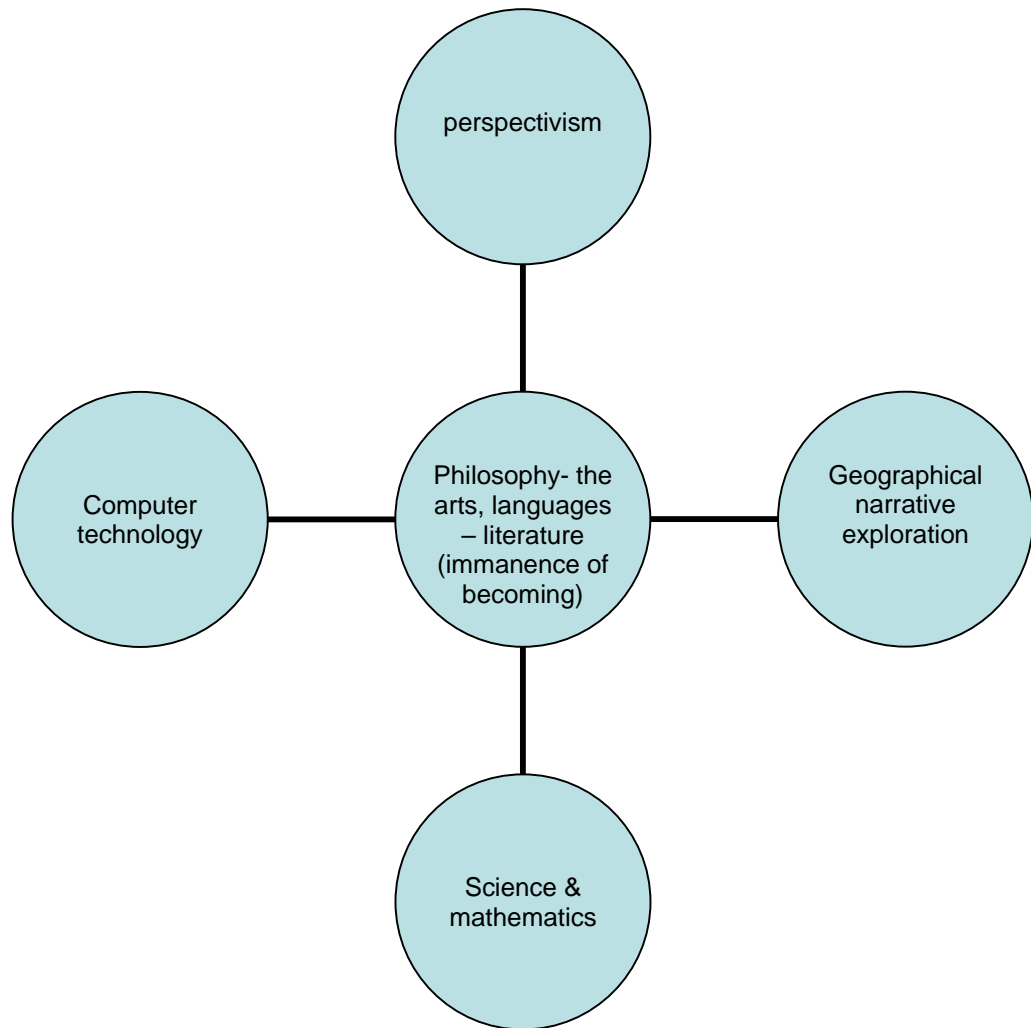 perspectivism
Computer
technology
Philosophy- the
arts, languages
– literature
(immanence of
becoming)
Geographical
narrative
exploration
Science &
mathematics